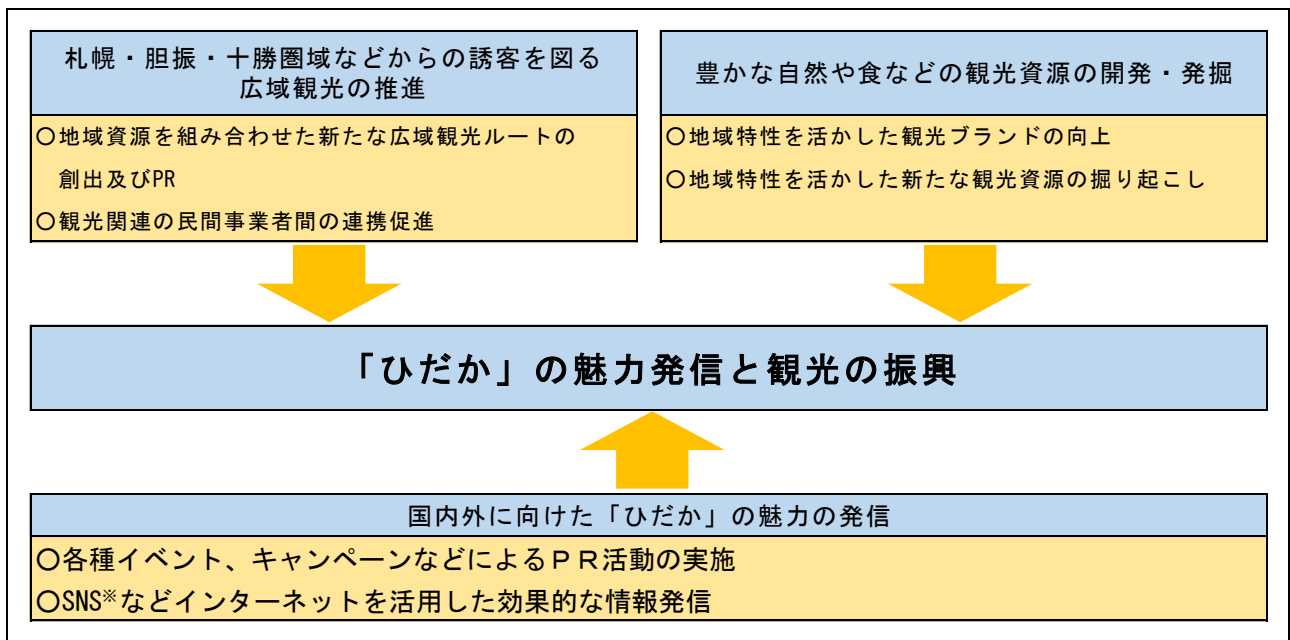 札幌・胆振・十勝圏域などからの誘客を図る
広域観光の推進
〇地域資源を組み合わせた新たな広域観光ルートの
創出及びPR
〇観光関連の民間事業者間の連携促進
豊かな自然や食などの観光資源の開発・発掘
〇地域特性を活かした観光ブランドの向上
〇地域特性を活かした新たな観光資源の掘り起こし
「ひだか」の魅力発信と観光の振興
国内外に向けた「ひだか」の魅力の発信
〇各種イベント、キャンペーンなどによるＰＲ活動の実施
〇SNS※などインターネットを活用した効果的な情報発信